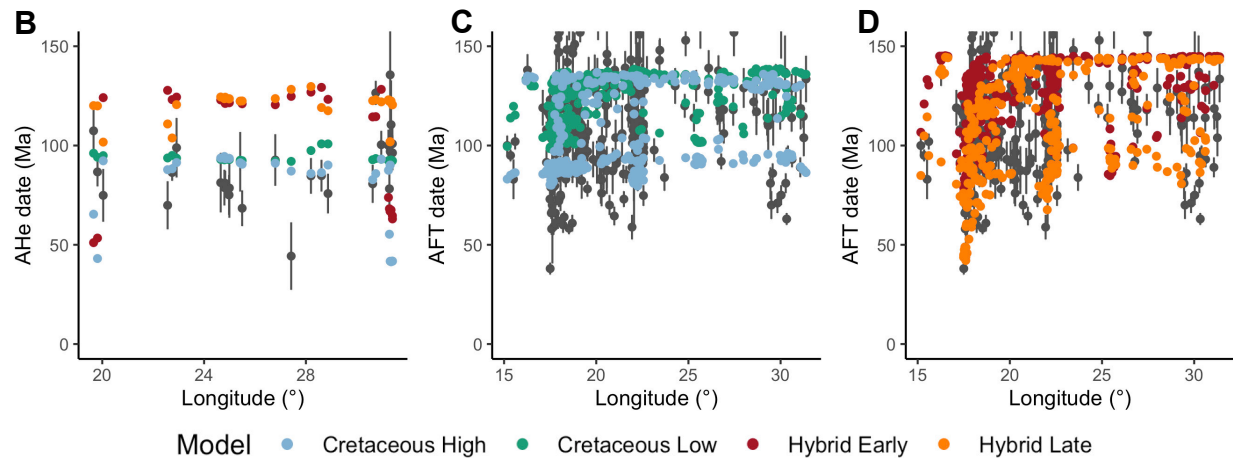 B
AHe date (Ma)
150
100
50
0
20 24 28
Longitude (°)
C
AFT date (Ma)
150
100
50
0
15 20 25 30
Longitude (°)
D
AFT date (Ma)
150
100
50
0
15 20 25 30
Longitude (°)
Model Cretaceous High Cretaceous Low Hybrid Early Hybrid Late